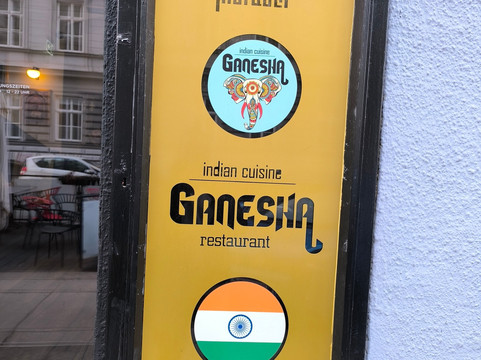 indian cuisine
GANESHA
indian cuisine
GANESHA
restaurant